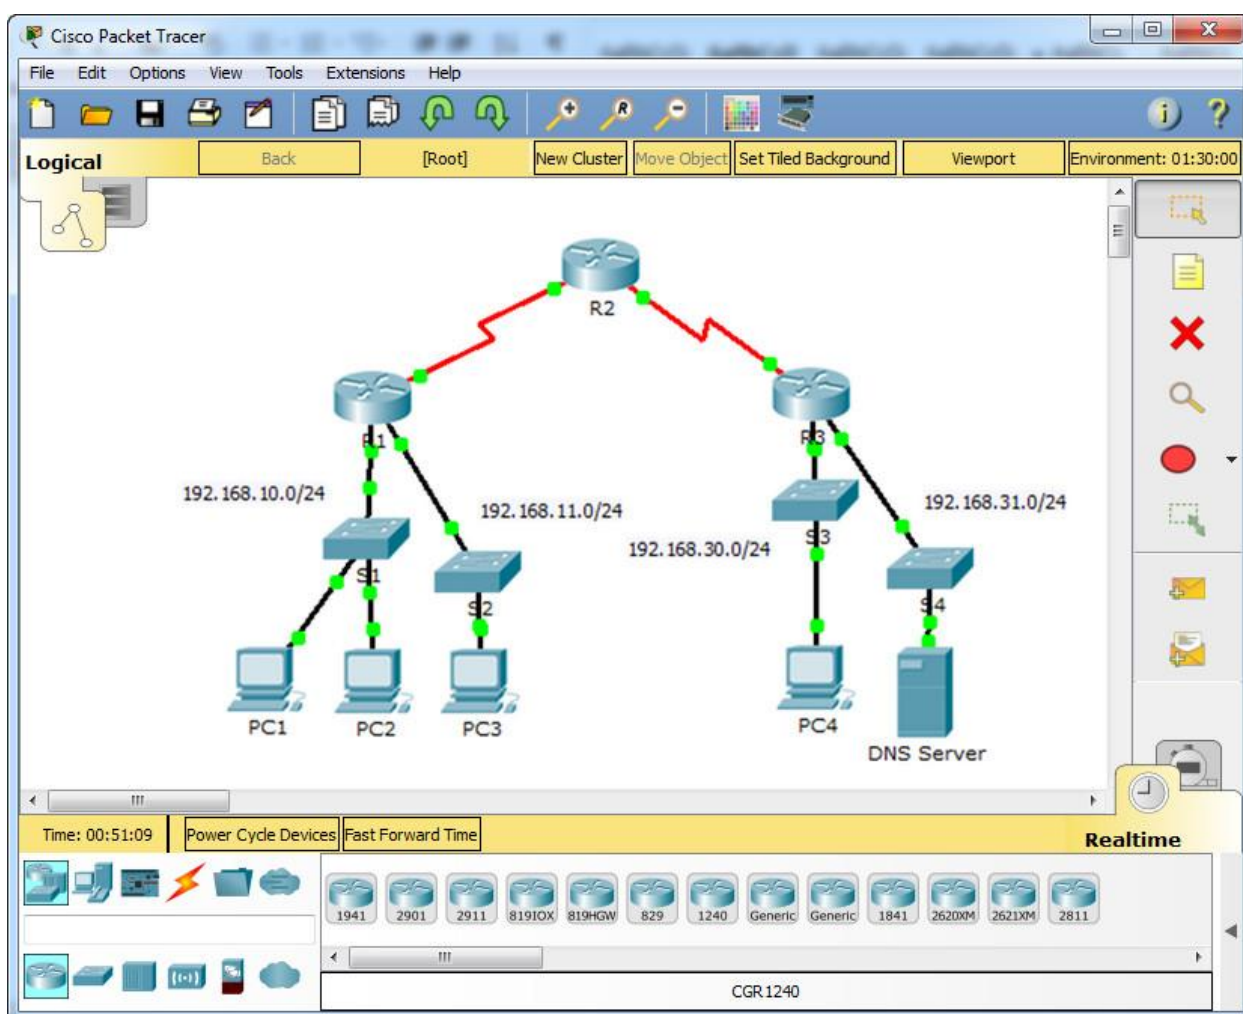 Cisco Packet Tracer
File Edit Options View Tools Extensions Help
R
i ?
Logical Back [Root] New Cluster Move Object Set Tiled Background Viewport Environment: 01:30:00
R2
R1
R3
192.168.10.0/24
192.168.11.0/24
192.168.31.0/24
192.168.30.0/24
S3
S1
S2
S4
PC1
PC2
PC3
PC4
DNS Server
Time: 00:51:09 Power Cycle Devices Fast Forward Time
Realtime
1941 2901 2911 819IOX 819HGW 829 1240 Generic Generic 1841 2620XM 2621XM 2811
CGR1240